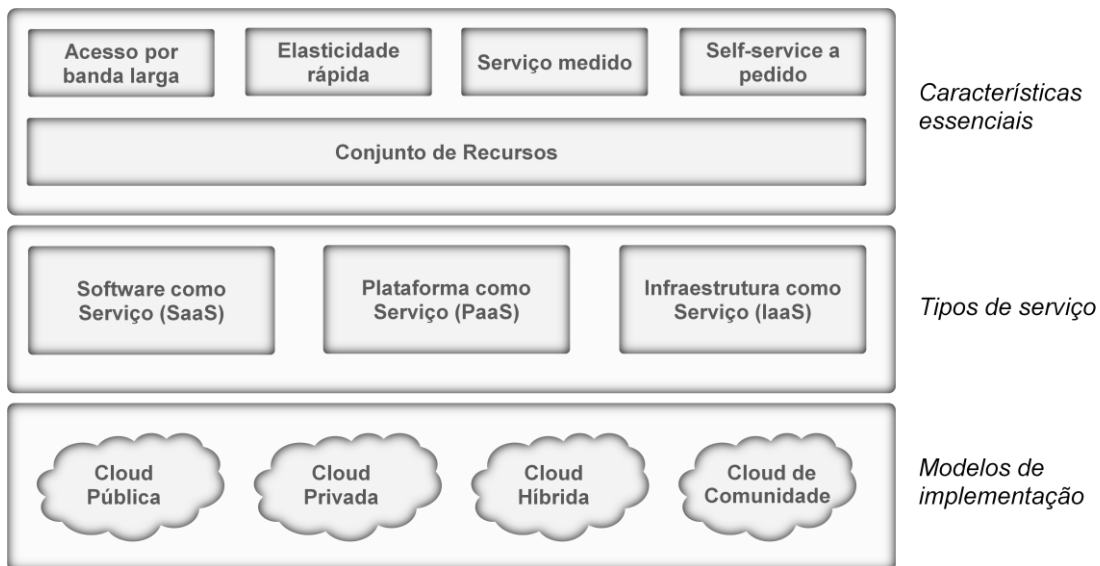 Acesso por
banda larga
Elasticidade
rápida
Serviço medido
Self-service a
pedido
Características
essenciais
Conjunto de Recursos
Software como
Serviço (SaaS)
Plataforma como
Serviço (PaaS)
Infraestrutura como
Serviço (IaaS)
Tipos de serviço
Cloud
Pública
Cloud
Privada
Cloud
Híbrida
Cloud de
Comunidade
Modelos de
implementação